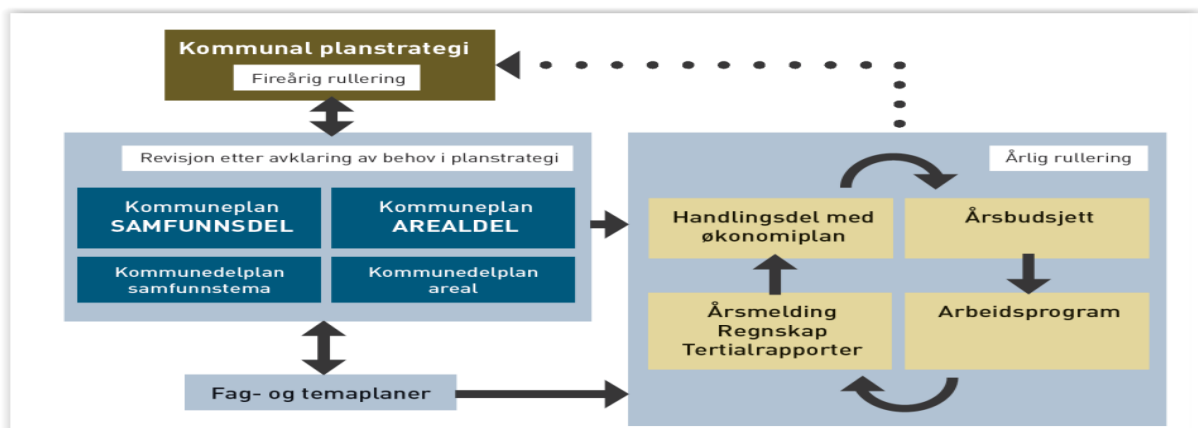 Kommunal planstrategi
Fireårig rullering
Revisjon etter avklaring av behov i planstrategi
Kommuneplan
SAMFUNNSDEL
Kommuneplan
AREALDEL
Kommunedelplan
samfunnstema
Kommunedelplan
areal
Fag- og temaplaner
Årlig rullering
Handlingsdel med
økonomiplan
Årsbudsjett
Årsmelding
Regnskap
Tertialrapporter
Arbeidsprogram